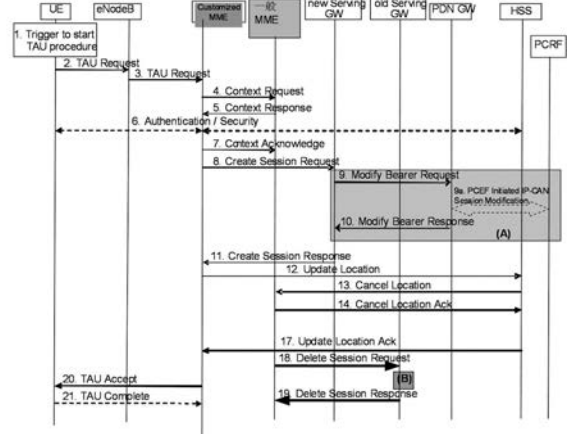 UE
eNodeB
Customized
MME
一般
MME
new Serving
GW
old Serving
GW
PDN GW
HSS
PCRF
1. Trigger to start
TAU procedure
2. TAU Request
3. TAU Request
4. Context Request
5. Context Response
6. Authentication / Security
7. Context Acknowledge
8. Create Session Request
9. Modify Bearer Request
9a. PCEF Initiated IP-CAN
Session Modification
10. Modify Bearer Response
(A)
11. Create Session Response
12. Update Location
13. Cancel Location
14. Cancel Location Ack
17. Update Location Ack
18. Delete Session Request
(B)
19. Delete Session Response
20. TAU Accept
21. TAU Complete